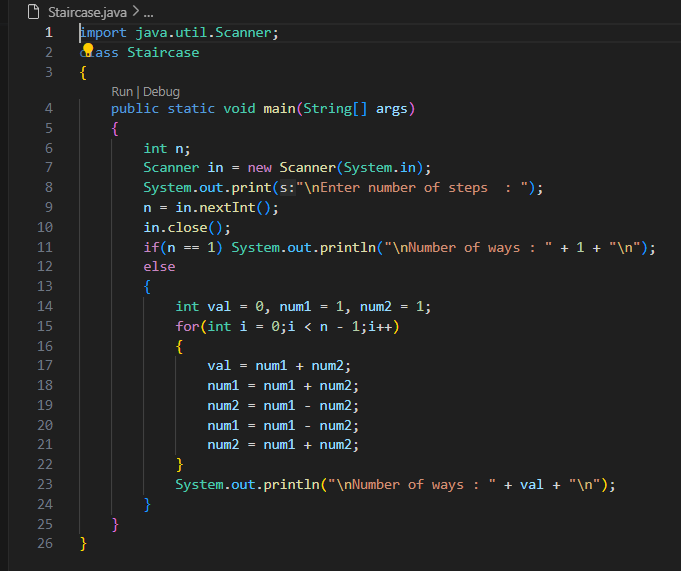 Staircase.java > ...
1 import java.util.Scanner;
2 class Staircase
3 {
Run | Debug
4 public static void main(String[] args)
5 {
6 int n;
7 Scanner in = new Scanner(System.in);
8 System.out.print(s:"\nEnter number of steps  : ");
9 n = in.nextInt();
10 in.close();
11 if(n == 1) System.out.println("\nNumber of ways : " + 1 + "\n");
12 else
13 {
14 int val = 0, num1 = 1, num2 = 1;
15 for(int i = 0;i < n - 1;i++)
16 {
17 val = num1 + num2;
18 num1 = num1 + num2;
19 num2 = num1 - num2;
20 num1 = num1 - num2;
21 num2 = num1 + num2;
22 }
23 System.out.println("\nNumber of ways : " + val + "\n");
24 }
25 }
26 }